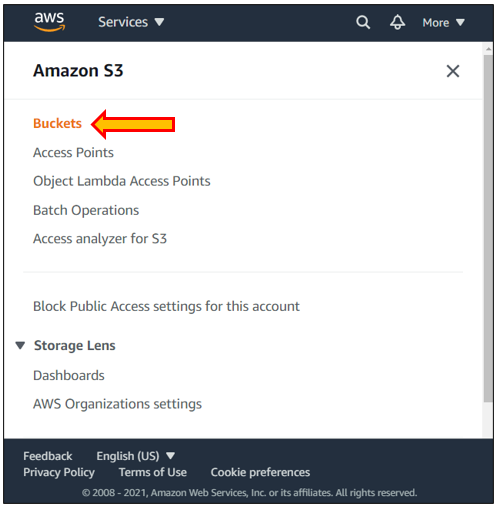 aws Services More
Amazon S3
Buckets
Access Points
Object Lambda Access Points
Batch Operations
Access analyzer for S3
Block Public Access settings for this account
Storage Lens
Dashboards
AWS Organizations settings
Feedback English (US)
Privacy Policy Terms of Use Cookie preferences
© 2008 - 2021, Amazon Web Services, Inc. or its affiliates. All rights reserved.